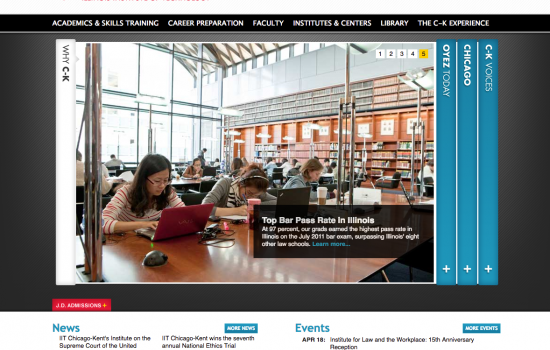 ACADEMICS & SKILLS TRAINING CAREER PREPARATION FACULTY INSTITUTES & CENTERS LIBRARY THE C–K EXPERIENCE
WHY C-K
1 2 3 4 5
OYEZ TODAY
CHICAGO
C-K VOICES
Top Bar Pass Rate in Illinois
At 97 percent, our grads earned the highest pass rate in
Illinois on the July 2011 bar exam, surpassing Illinois' eight
other law schools. Learn more...
+ + +
J.D. ADMISSIONS +
News
MORE NEWS
IIT Chicago-Kent's Institute on the
Supreme Court of the United
IIT Chicago-Kent wins the seventh
annual National Ethics Trial
Events
MORE EVENTS
APR 18: Institute for Law and the Workplace: 15th Anniversary
Reception